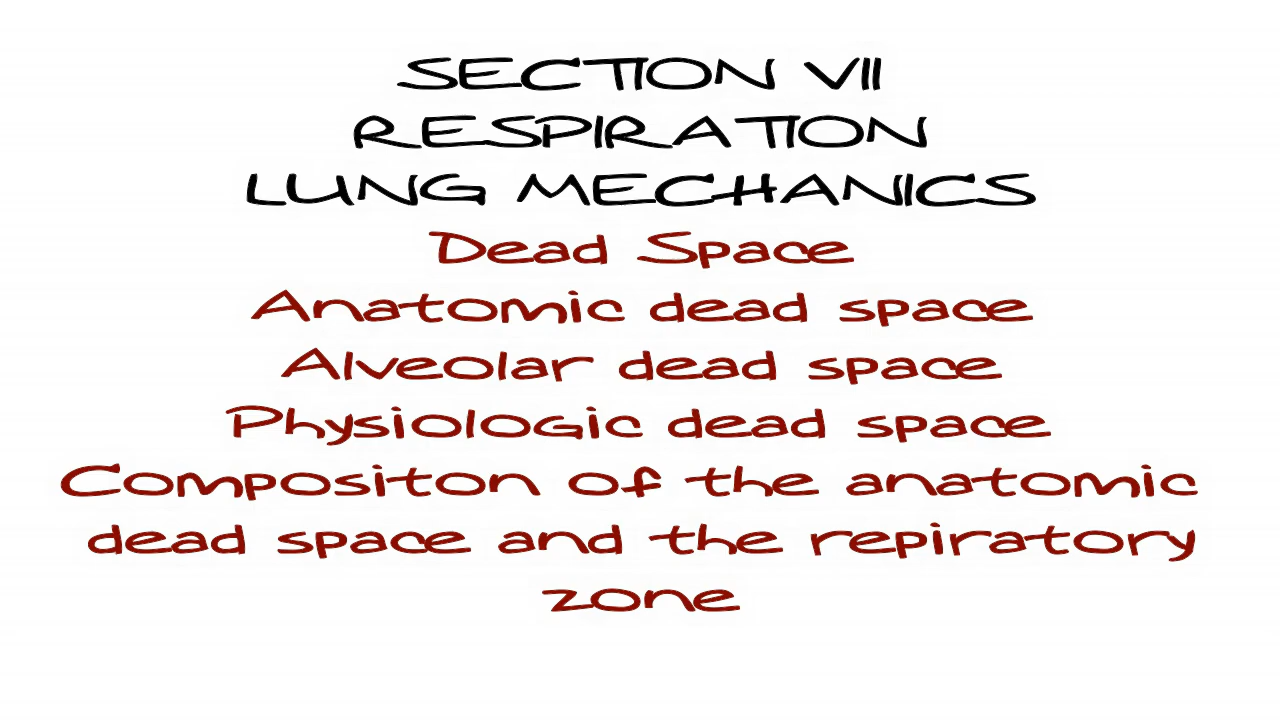 SECTION VII
RESPIRATION
LUNG MECHANICS
Dead Space
Anatomic dead space
Alveolar dead space
Physiologic dead space
Compositon of the anatomic
dead space and the repiratory
zone